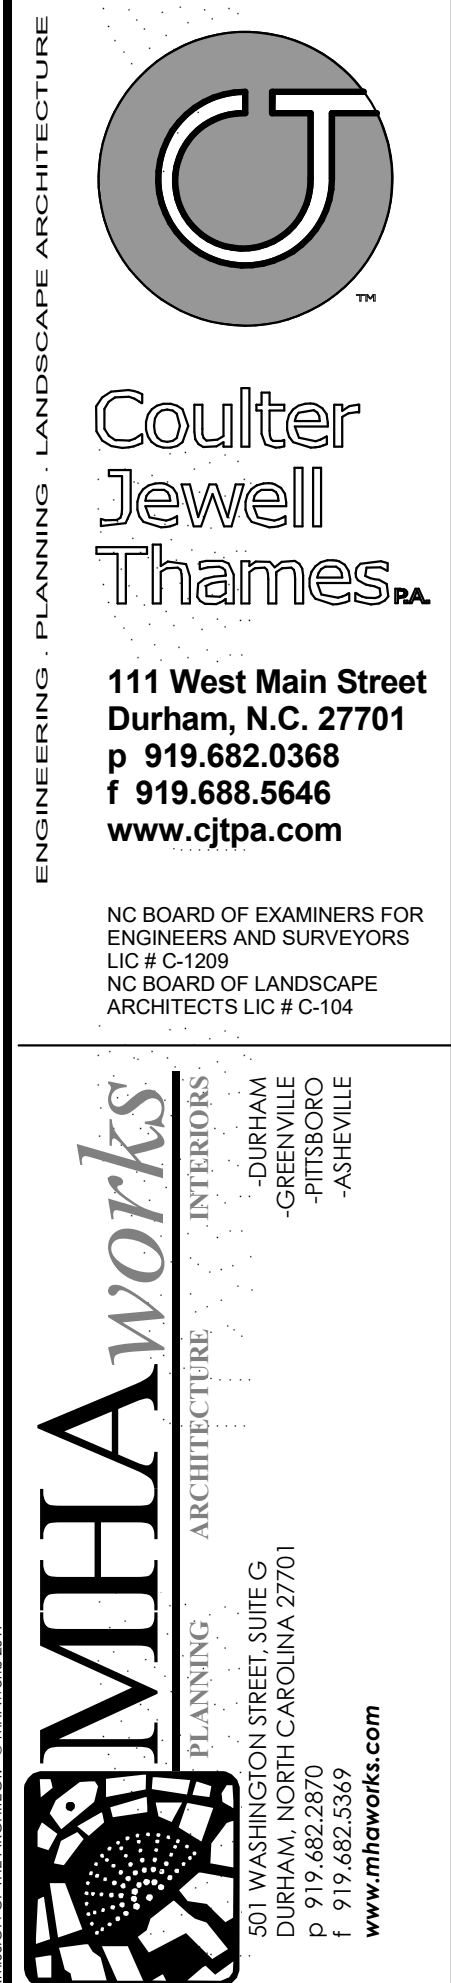 ENGINEERING . PLANNING . LANDSCAPE ARCHITECTURE
CJT
TM
Coulter
Jewell
Thames P.A.
111 West Main Street
Durham, N.C. 27701
p 919.682.0368
f 919.688.5646
www.cjtpa.com
NC BOARD OF EXAMINERS FOR
ENGINEERS AND SURVEYORS
LIC # C-1209
NC BOARD OF LANDSCAPE
ARCHITECTS LIC # C-104
MHAworks
PLANNING ARCHITECTURE INTERIORS
-DURHAM
-GREENVILLE
-PITTSBORO
-ASHEVILLE
501 WASHINGTON STREET, SUITE G
DURHAM, NORTH CAROLINA 27701
p 919.682.2870
f 919.682.5369
www.mhaworks.com